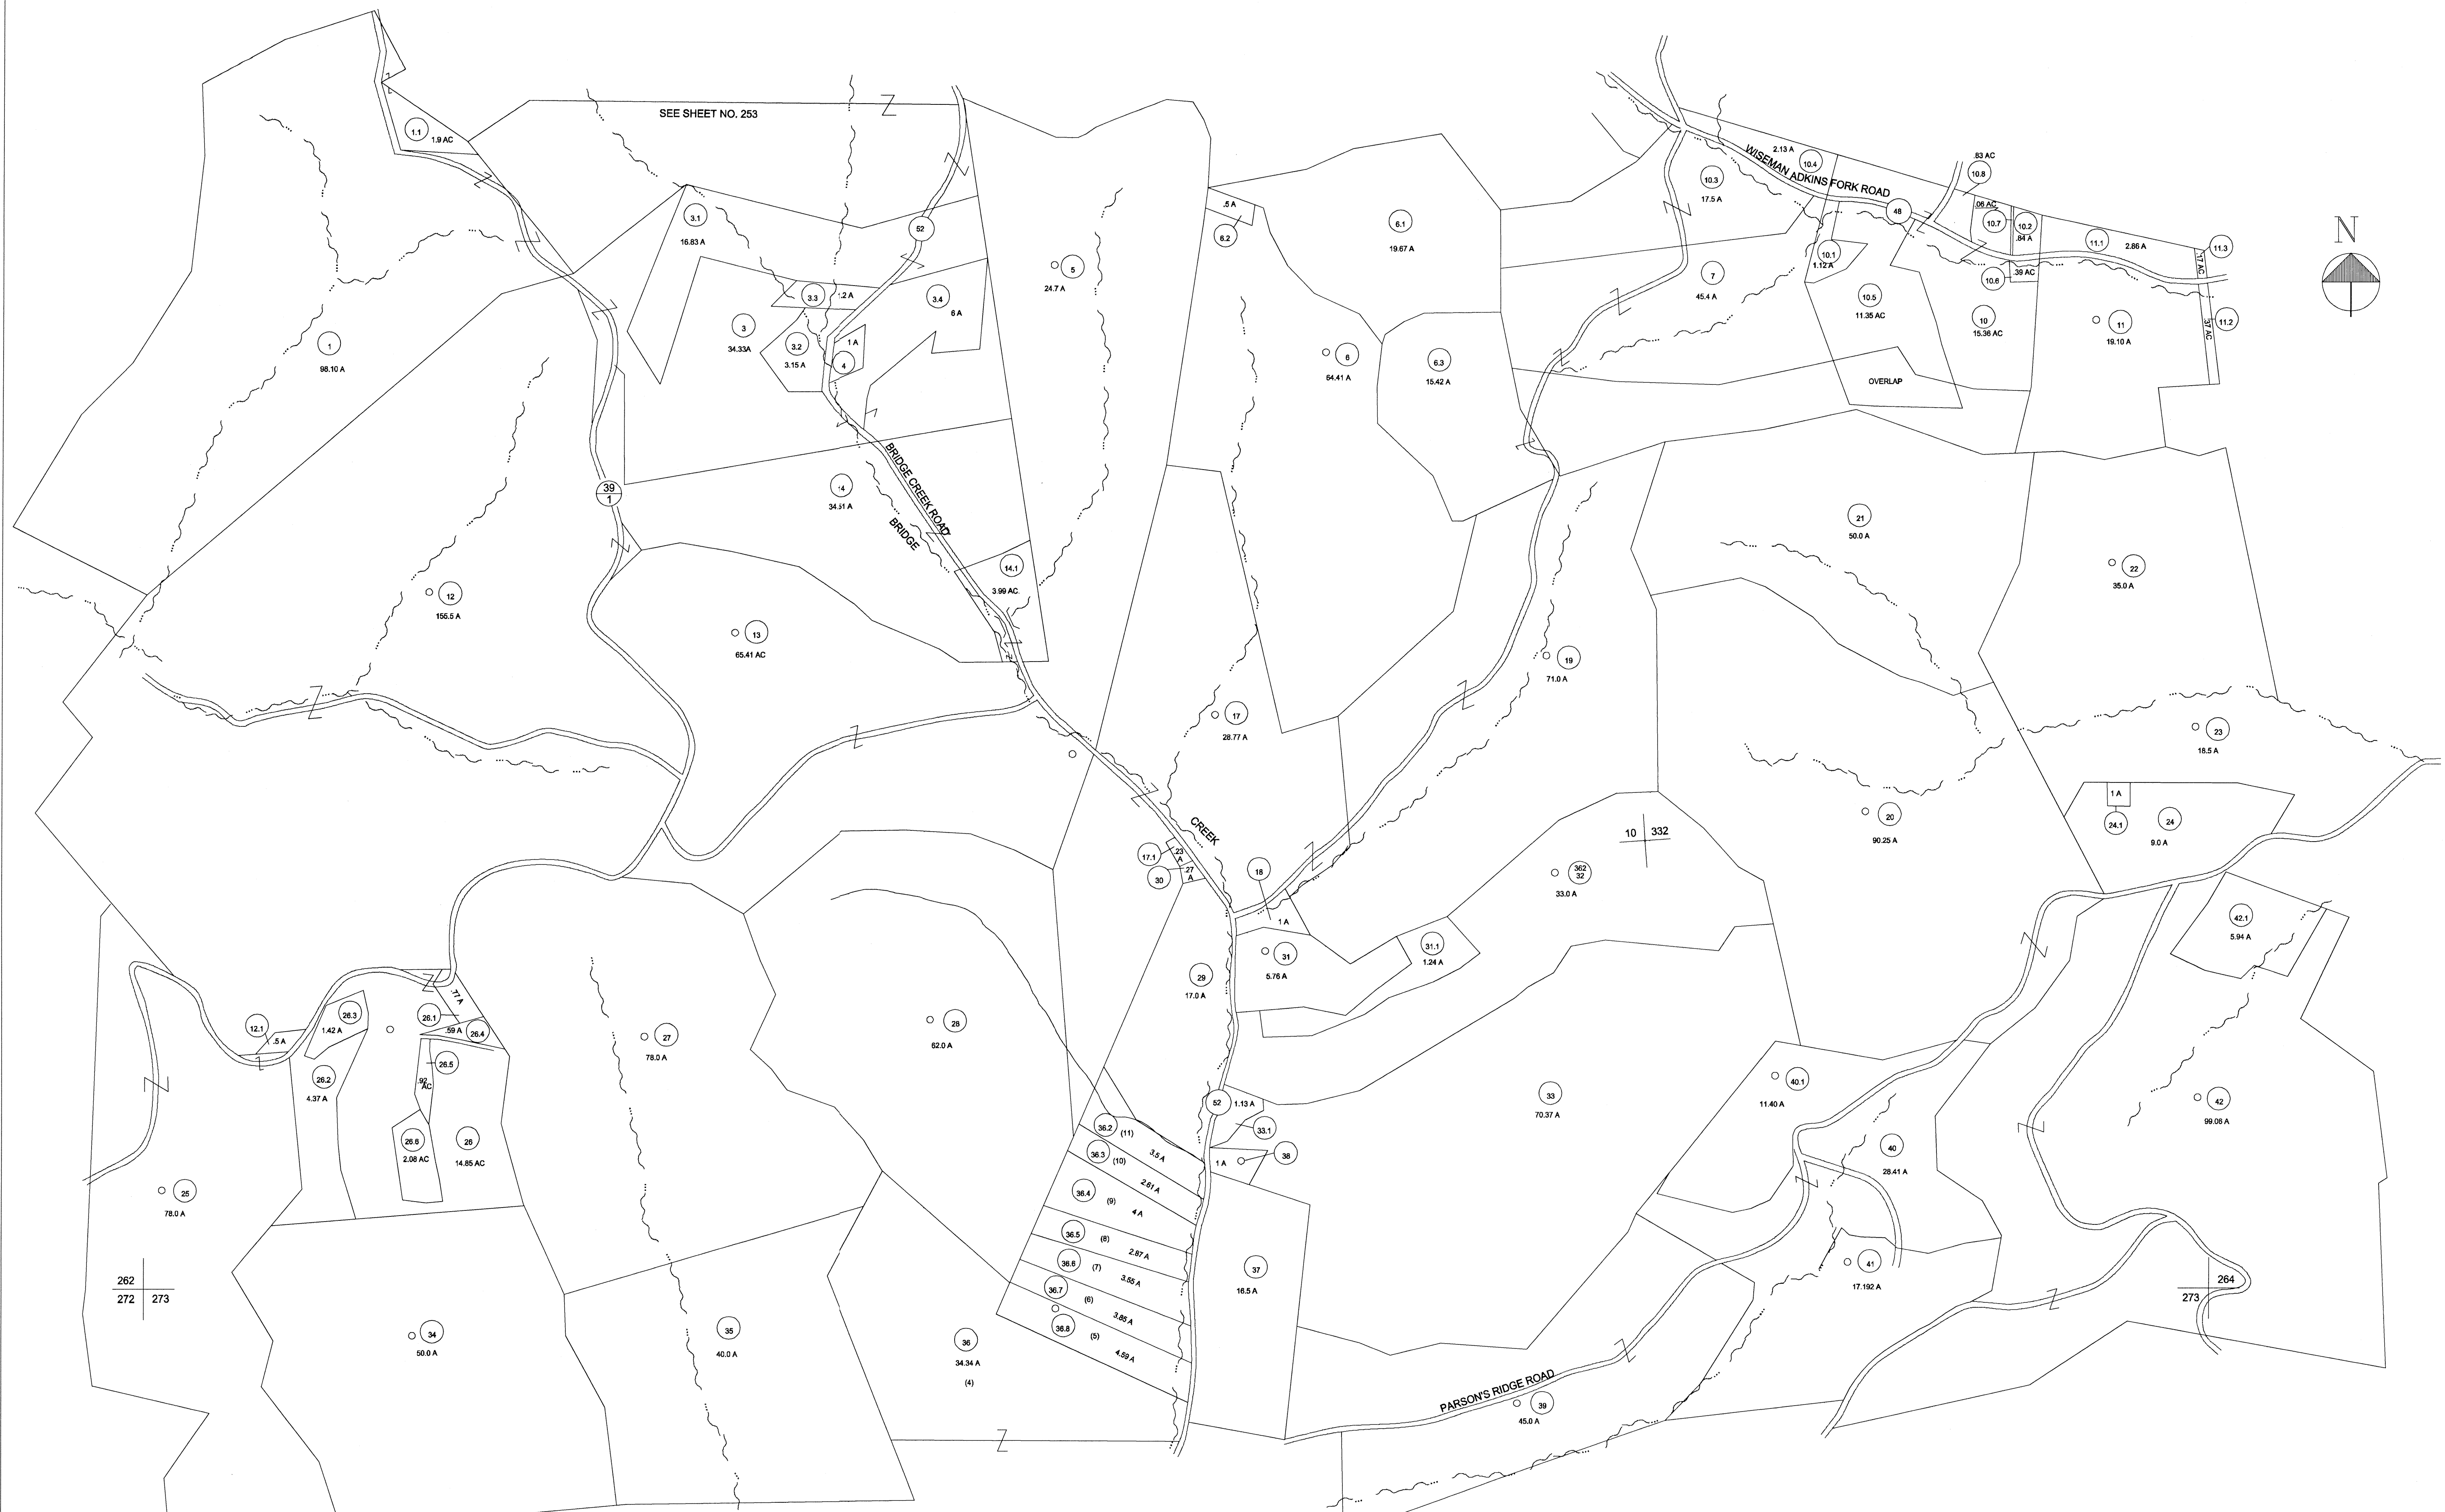 SEE SHEET NO. 253
N
1.1
1.9 AC
1
98.10 A
3.1
16.83 A
52
3.3
1.2 A
3.4
6 A
3
34.33A
3.2
3.15 A
1 A
4
5
24.7 A
.5 A
6.2
6.1
19.67 A
6
64.41 A
6.3
15.42 A
WISEMAN ADKINS FORK ROAD
2.13 A
10.4
10.3
17.5 A
48
.83 AC
10.8
.06 AC
10.7
10.2
.84 A
11.1
2.86 A
11.3
.17 AC
10.1
1.12 A
7
45.4 A
10.6
.39 AC
10.5
11.35 AC
10
15.36 AC
11
19.10 A
11.2
.37 AC
OVERLAP
39
1
14
34.51 A
BRIDGE CREEK ROAD
BRIDGE
14.1
3.99 AC.
12
155.5 A
13
65.41 AC
21
50.0 A
22
35.0 A
19
71.0 A
17
28.77 A
23
18.5 A
20
90.25 A
1 A
24.1
24
9.0 A
CREEK
17.1
.23
A
30
.27
A
18
1 A
10
332
362
32
33.0 A
31
5.76 A
31.1
1.24 A
29
17.0 A
42.1
5.94 A
12.1
.5 A
26.3
1.42 A
26.1
.77 A
.59 A
26.4
26.5
.92
AC
26.2
4.37 A
26.6
2.08 AC
26
14.85 AC
27
78.0 A
28
62.0 A
52
1.13 A
33.1
1 A
38
33
70.37 A
40.1
11.40 A
40
28.41 A
42
99.06 A
25
78.0 A
36.2
(11)
3.5 A
36.3
(10)
2.61 A
36.4
(9)
4 A
36.5
(8)
2.87 A
36.6
(7)
3.55 A
36.7
(6)
3.85 A
36.8
(5)
4.59 A
37
16.5 A
41
17.192 A
262
272
273
264
273
34
50.0 A
35
40.0 A
36
34.34 A
(4)
PARSON'S RIDGE ROAD
39
45.0 A